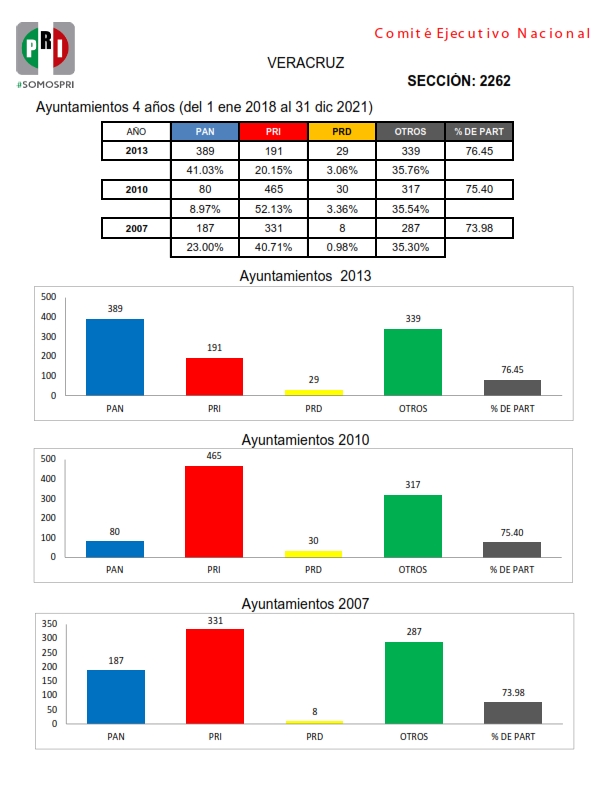 Comité Ejecutivo Nacional
PRI
#SOMOSPRI
VERACRUZ
SECCIÓN: 2262
Ayuntamientos 4 años (del 1 ene 2018 al 31 dic 2021)
AÑO PAN PRI PRD OTROS % DE PART
2013 389 191 29 339 76.45
41.03% 20.15% 3.06% 35.76%
2010 80 465 30 317 75.40
8.97% 52.13% 3.36% 35.54%
2007 187 331 8 287 73.98
23.00% 40.71% 0.98% 35.30%
Ayuntamientos 2013
500
400
300
200
100
0
389
191
29
339
76.45
PAN PRI PRD OTROS % DE PART
Ayuntamientos 2010
500
400
300
200
100
0
80
465
30
317
75.40
PAN PRI PRD OTROS % DE PART
Ayuntamientos 2007
350
300
250
200
150
100
50
0
187
331
8
287
73.98
PAN PRI PRD OTROS % DE PART